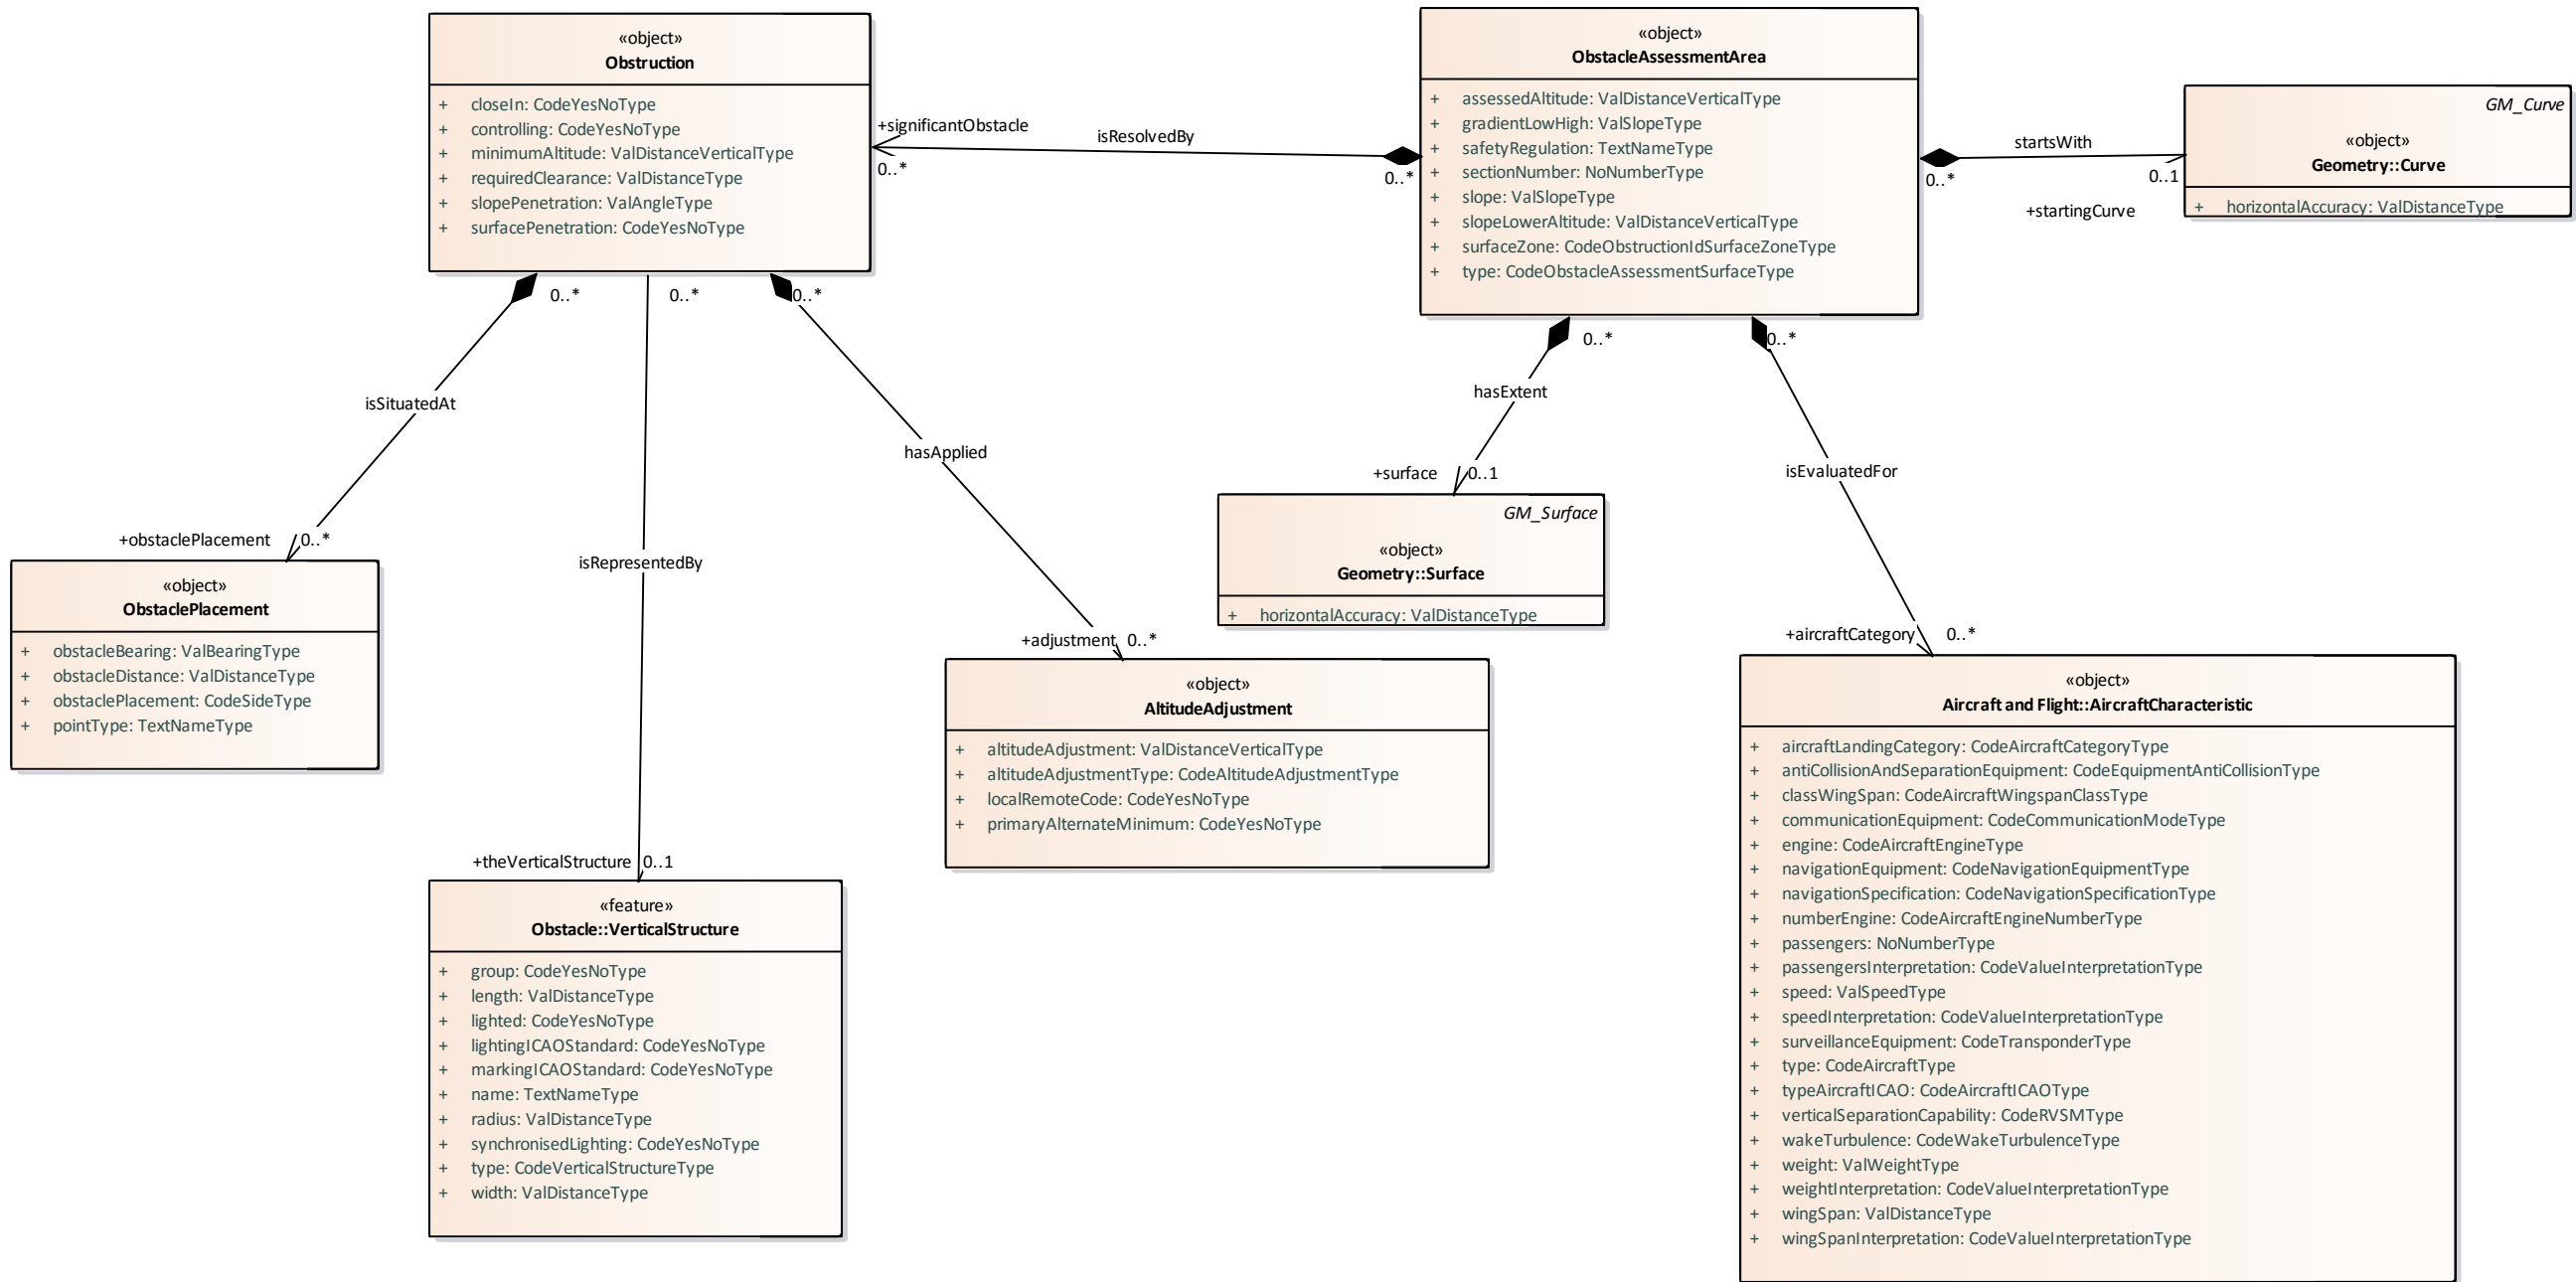 «object»
Obstruction
+ closeIn: CodeYesNoType
+ controlling: CodeYesNoType
+ minimumAltitude: ValDistanceVerticalType
+ requiredClearance: ValDistanceType
+ slopePenetration: ValAngleType
+ surfacePenetration: CodeYesNoType
«object»
ObstacleAssessmentArea
+ assessedAltitude: ValDistanceVerticalType
+ gradientLowHigh: ValSlopeType
+ safetyRegulation: TextNameType
+ sectionNumber: NoNumberType
+ slope: ValSlopeType
+ slopeLowerAltitude: ValDistanceVerticalType
+ surfaceZone: CodeObstructionIdSurfaceZoneType
+ type: CodeObstacleAssessmentSurfaceType
GM_Curve
«object»
Geometry::Curve
+ horizontalAccuracy: ValDistanceType
+significantObstacle
0..*
isResolvedBy
0..*
startsWith
0..*
0..1
+startingCurve
0..*
0..*
0..*
0..*
0..*
isSituatedAt
hasApplied
hasExtent
isEvaluatedFor
+obstaclePlacement
0..*
isRepresentedBy
+surface
0..1
+adjustment
0..*
+aircraftCategory
0..*
+theVerticalStructure
0..1
«object»
ObstaclePlacement
+ obstacleBearing: ValBearingType
+ obstacleDistance: ValDistanceType
+ obstaclePlacement: CodeSideType
+ pointType: TextNameType
GM_Surface
«object»
Geometry::Surface
+ horizontalAccuracy: ValDistanceType
«object»
AltitudeAdjustment
+ altitudeAdjustment: ValDistanceVerticalType
+ altitudeAdjustmentType: CodeAltitudeAdjustmentType
+ localRemoteCode: CodeYesNoType
+ primaryAlternateMinimum: CodeYesNoType
«feature»
Obstacle::VerticalStructure
+ group: CodeYesNoType
+ length: ValDistanceType
+ lighted: CodeYesNoType
+ lightingICAOStandard: CodeYesNoType
+ markingICAOStandard: CodeYesNoType
+ name: TextNameType
+ radius: ValDistanceType
+ synchronisedLighting: CodeYesNoType
+ type: CodeVerticalStructureType
+ width: ValDistanceType
«object»
Aircraft and Flight::AircraftCharacteristic
+ aircraftLandingCategory: CodeAircraftCategoryType
+ antiCollisionAndSeparationEquipment: CodeEquipmentAntiCollisionType
+ classWingSpan: CodeAircraftWingspanClassType
+ communicationEquipment: CodeCommunicationModeType
+ engine: CodeAircraftEngineType
+ navigationEquipment: CodeNavigationEquipmentType
+ navigationSpecification: CodeNavigationSpecificationType
+ numberEngine: CodeAircraftEngineNumberType
+ passengers: NoNumberType
+ passengersInterpretation: CodeValueInterpretationType
+ speed: ValSpeedType
+ speedInterpretation: CodeValueInterpretationType
+ surveillanceEquipment: CodeTransponderType
+ type: CodeAircraftType
+ typeAircraftICAO: CodeAircraftICAOType
+ verticalSeparationCapability: CodeRVSMType
+ wakeTurbulence: CodeWakeTurbulenceType
+ weight: ValWeightType
+ weightInterpretation: CodeValueInterpretationType
+ wingSpan: ValDistanceType
+ wingSpanInterpretation: CodeValueInterpretationType